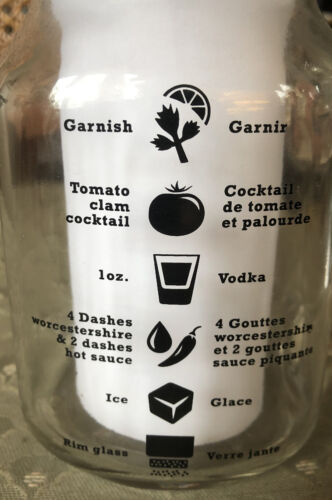 Garnish Garnir
Tomato
clam
cocktail
Cocktail
de tomate
et palourde
1oz. Vodka
4 Dashes
worcestershire
& 2 dashes
hot sauce
4 Gouttes
worcestershire
et 2 gouttes
sauce piquante
Ice Glace
Rim glass Verre jante